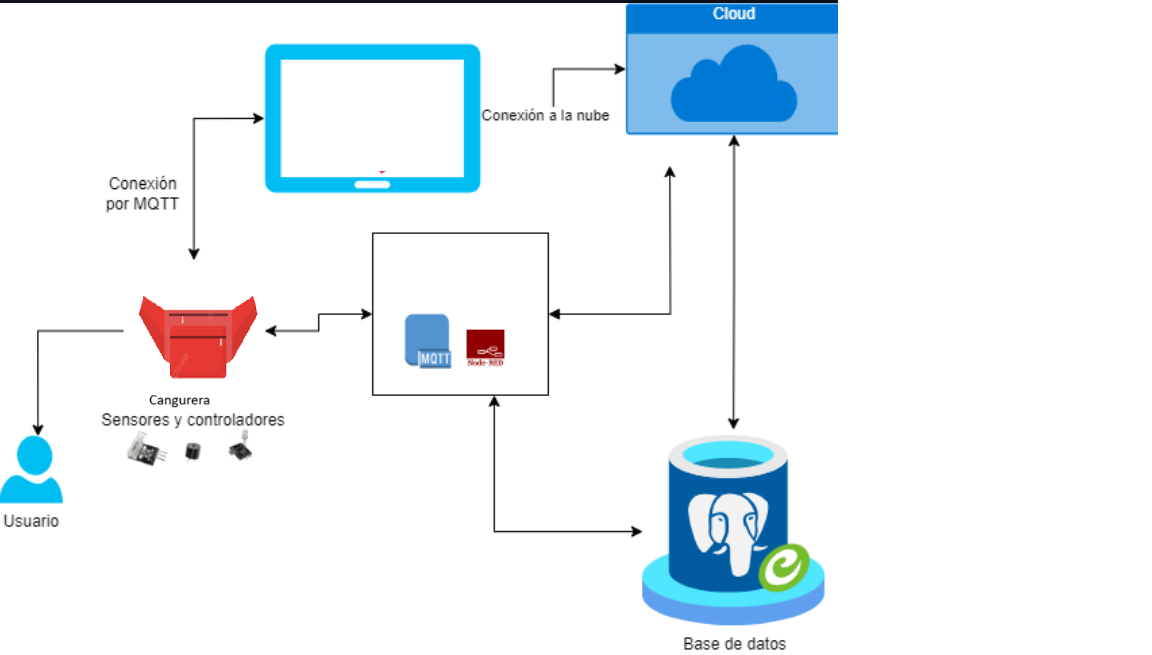 Cloud
Conexión a la nube
Conexión
por MQTT
MQTT
Node-RED
Cangurera
Sensores y controladores
Usuario
Base de datos